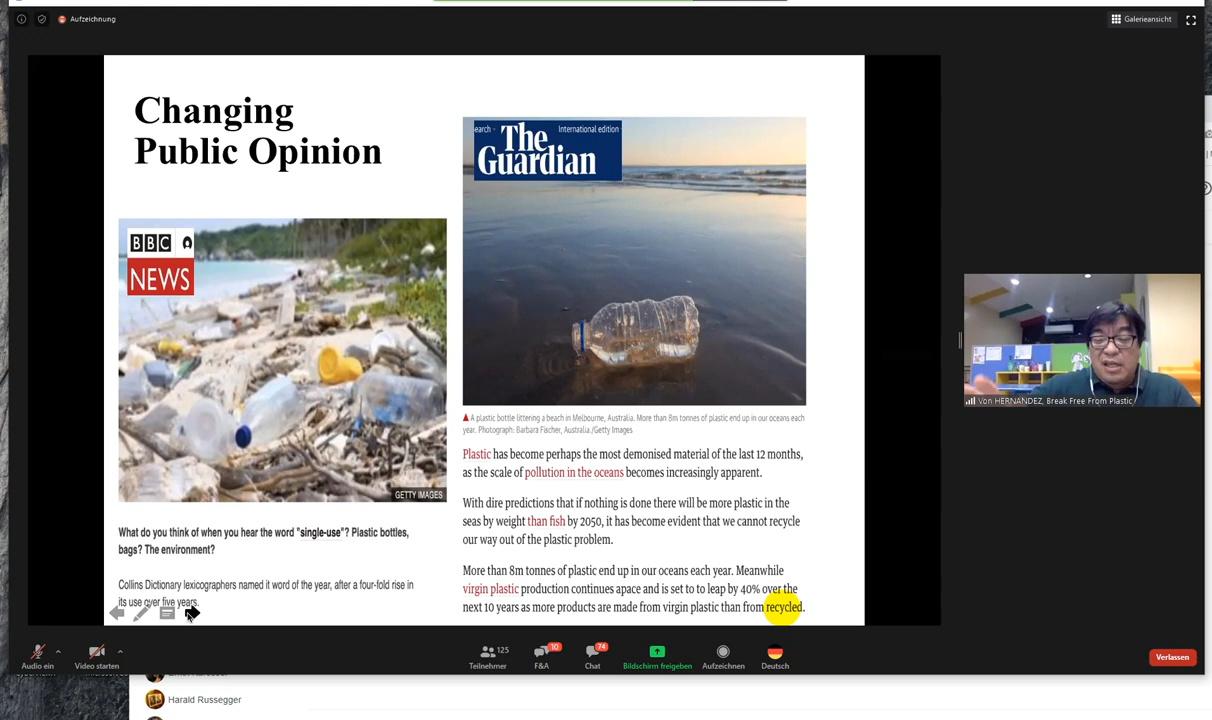 Aufzeichnung
Galerieansicht
Changing
Public Opinion
BBC
NEWS
GETTY IMAGES
What do you think of when you hear the word "single-use"? Plastic bottles,
bags? The environment?
Collins Dictionary lexicographers named it word of the year, after a four-fold rise in
its use over five years.
earch
International edition
The
Guardian
A plastic bottle littering a beach in Melbourne, Australia. More than 8m tonnes of plastic end up in our oceans each
year. Photograph: Barbara Fischer, Australia./Getty Images
Plastic has become perhaps the most demonised material of the last 12 months,
as the scale of pollution in the oceans becomes increasingly apparent.
With dire predictions that if nothing is done there will be more plastic in the
seas by weight than fish by 2050, it has become evident that we cannot recycle
our way out of the plastic problem.
More than 8m tonnes of plastic end up in our oceans each year. Meanwhile
virgin plastic production continues apace and is set to to leap by 40% over the
next 10 years as more products are made from virgin plastic than from recycled.
Von HERNANDEZ, Break Free From Plastic
Audio ein
Video starten
125
Teilnehmer
10
F&A
74
Chat
Bildschirm freigeben
Aufzeichnen
Deutsch
Verlassen
Harald Russegger